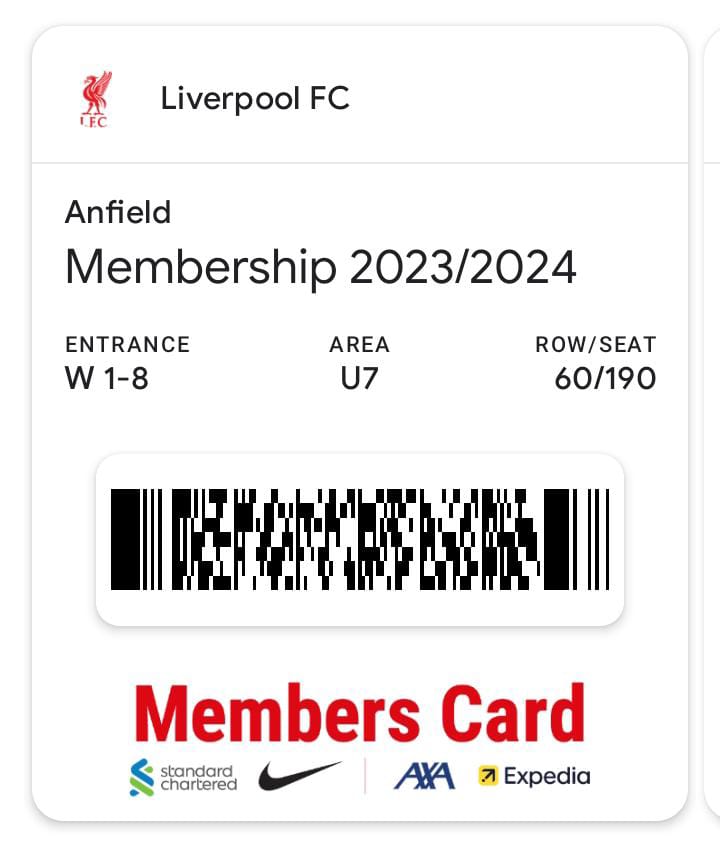 L.F.C
Liverpool FC
Anfield
Membership 2023/2024
ENTRANCE AREA ROW/SEAT
W 1-8 U7 60/190
Members Card
standard chartered AXA Expedia